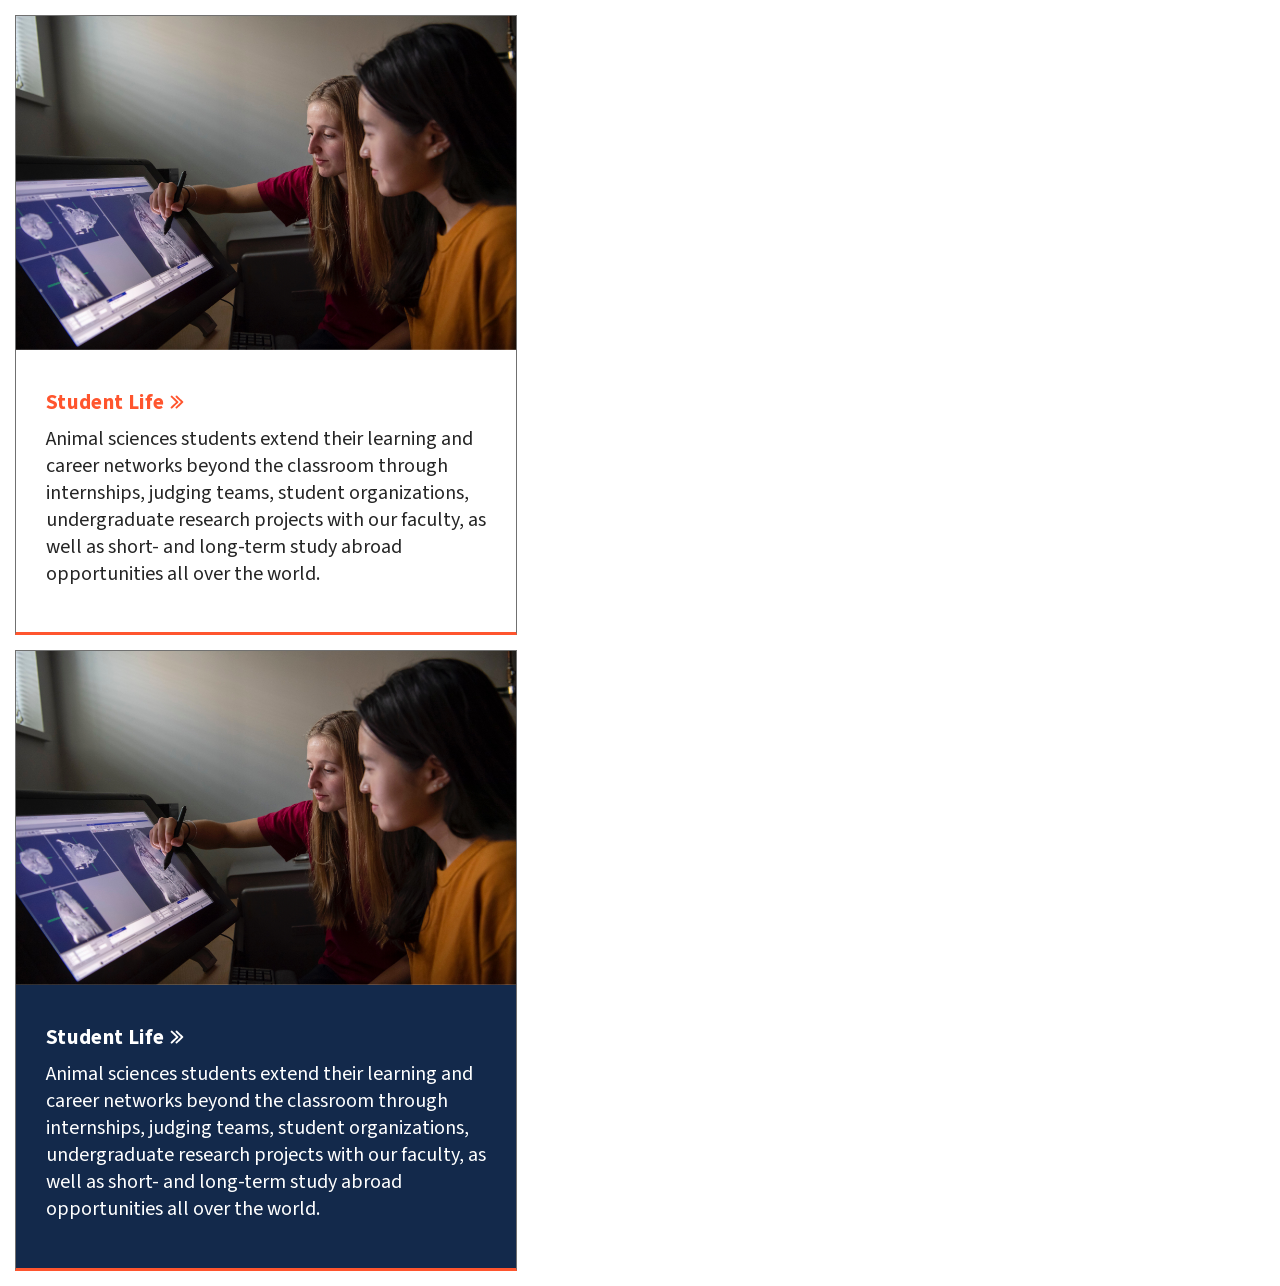 Student Life »
Animal sciences students extend their learning and
career networks beyond the classroom through
internships, judging teams, student organizations,
undergraduate research projects with our faculty, as
well as short- and long-term study abroad
opportunities all over the world.
Student Life »
Animal sciences students extend their learning and
career networks beyond the classroom through
internships, judging teams, student organizations,
undergraduate research projects with our faculty, as
well as short- and long-term study abroad
opportunities all over the world.